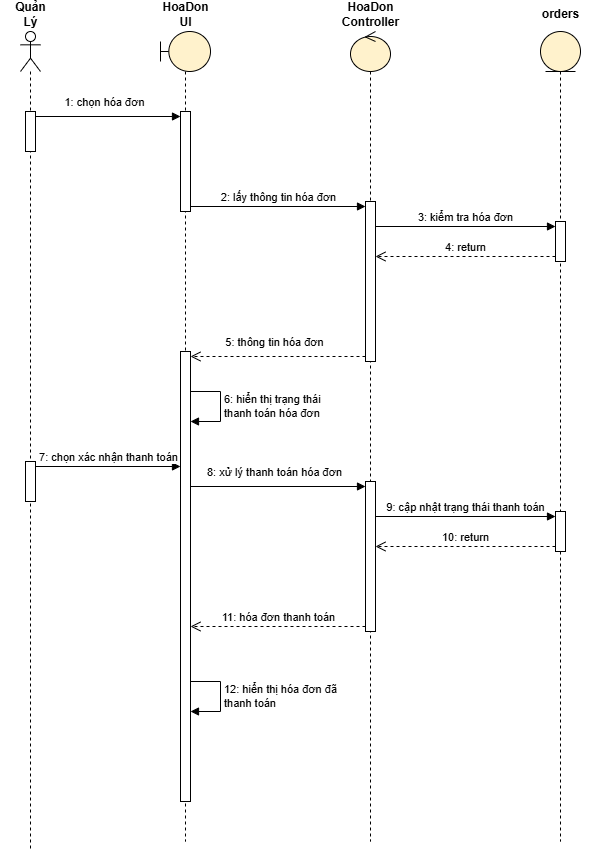 Quản
Lý
HoaDon
UI
HoaDon
Controller
orders
1: chọn hóa đơn
2: lấy thông tin hóa đơn
3: kiểm tra hóa đơn
4: return
5: thông tin hóa đơn
6: hiển thị trạng thái
thanh toán hóa đơn
7: chọn xác nhận thanh toán
8: xử lý thanh toán hóa đơn
9: cập nhật trạng thái thanh toán
10: return
11: hóa đơn thanh toán
12: hiển thị hóa đơn đã
thanh toán